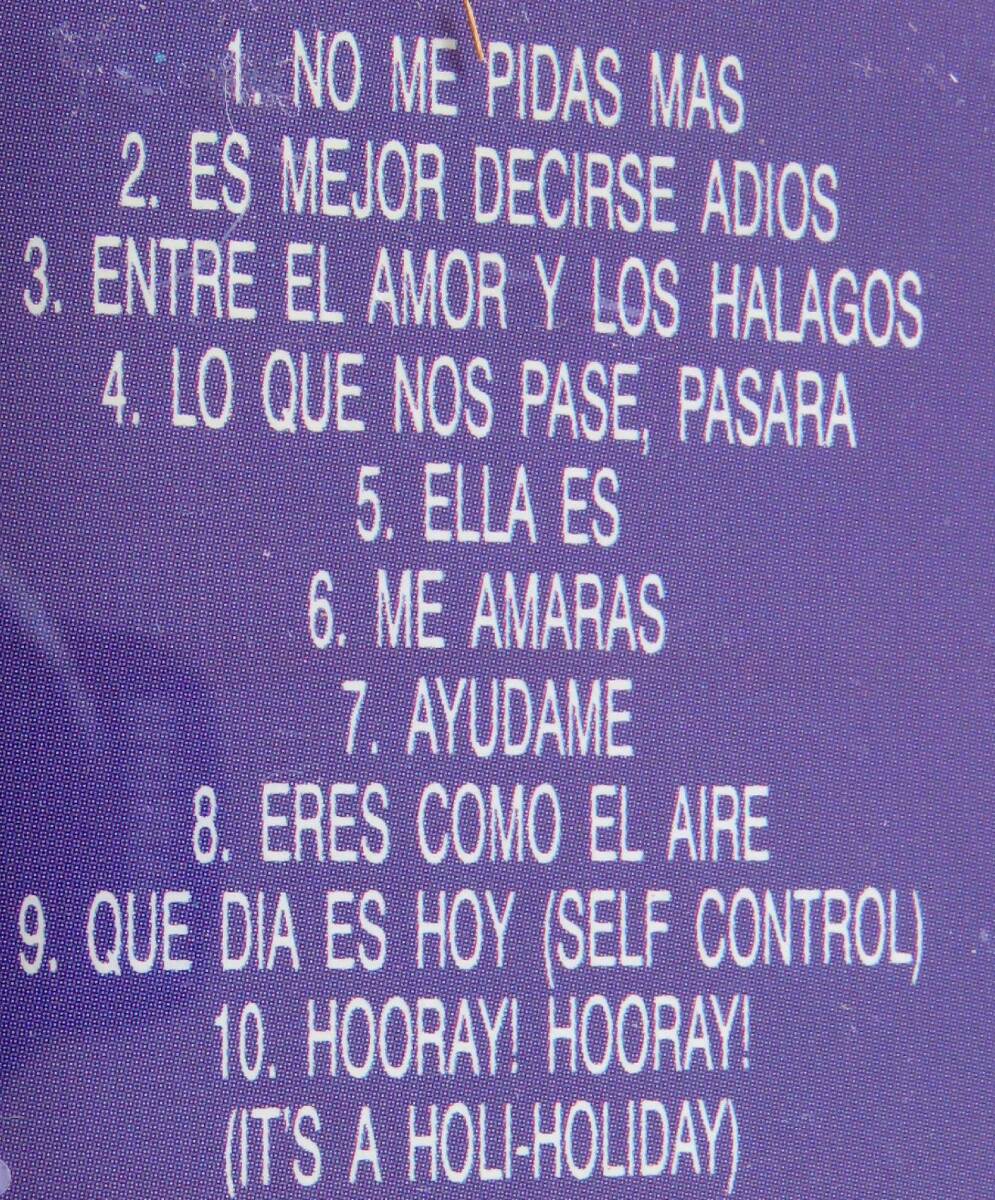 1. NO ME PIDAS MAS
2. ES MEJOR DECIRSE ADIOS
3. ENTRE EL AMOR Y LOS HALAGOS
4. LO QUE NOS PASE, PASARA
5. ELLA ES
6. ME AMARAS
7. AYUDAME
8. ERES COMO EL AIRE
9. QUE DIA ES HOY (SELF CONTROL)
10. HOORAY! HOORAY!
(IT'S A HOLI-HOLIDAY)